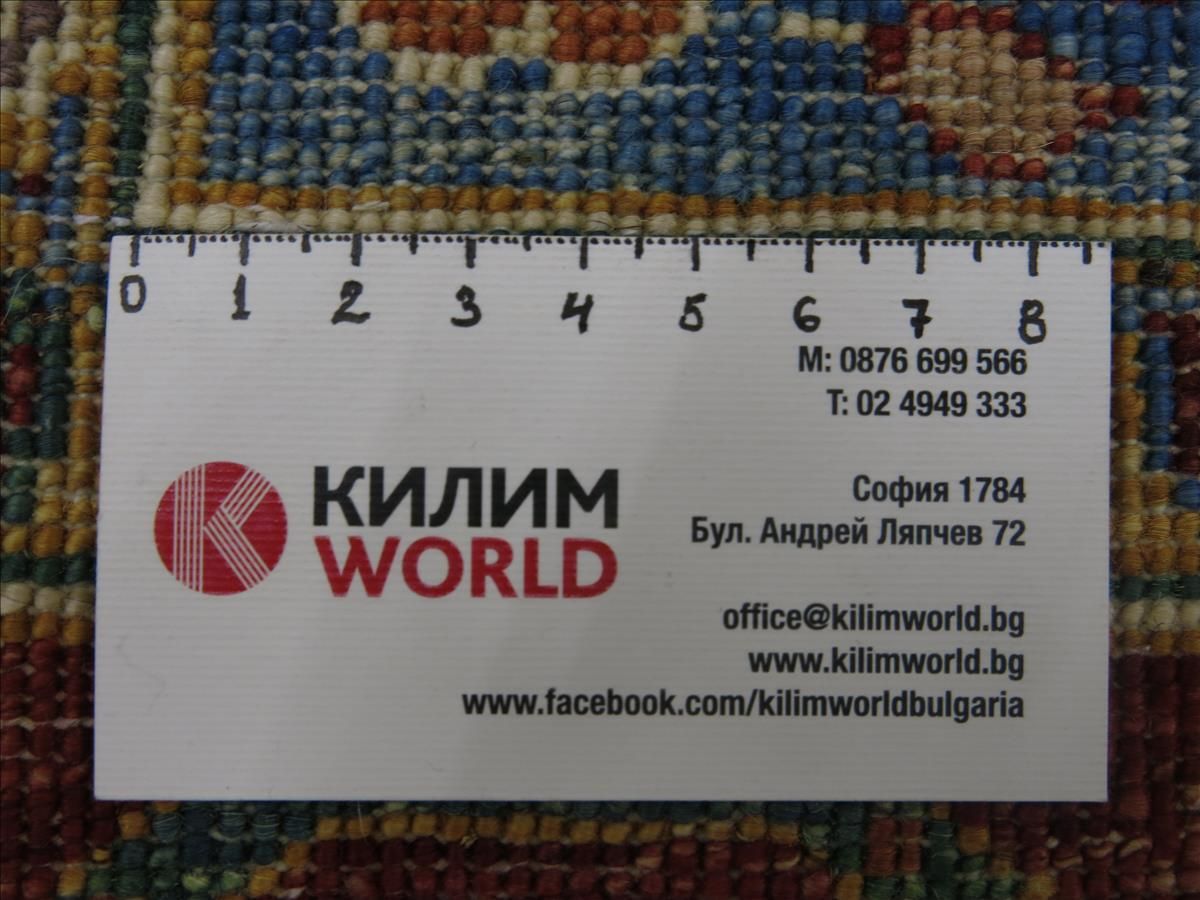 0 1 2 3 4 5 6 7 8
M: 0876 699 566
T: 02 4949 333
КИЛИМ
WORLD
София 1784
Бул. Андрей Ляпчев 72
office@kilimworld.bg
www.kilimworld.bg
www.facebook.com/kilimworldbulgaria